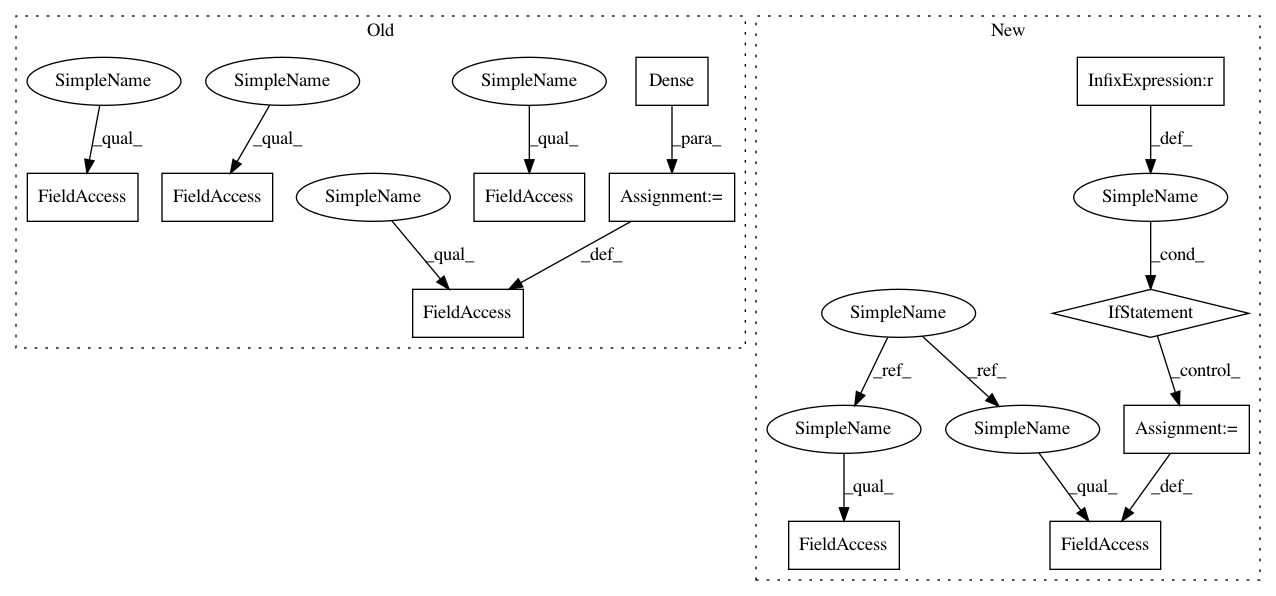 Old
New
SimpleName
SimpleName
SimpleName
Dense
InfixExpression:r
_qual_
_qual_
_qual_
_para_
_def_
FieldAccess
FieldAccess
SimpleName
FieldAccess
Assignment:=
SimpleName
_qual_
_def_
_cond_
FieldAccess
SimpleName
IfStatement
_ref_
_ref_
_control_
SimpleName
SimpleName
Assignment:=
_qual_
_qual_
_def_
FieldAccess
FieldAccess